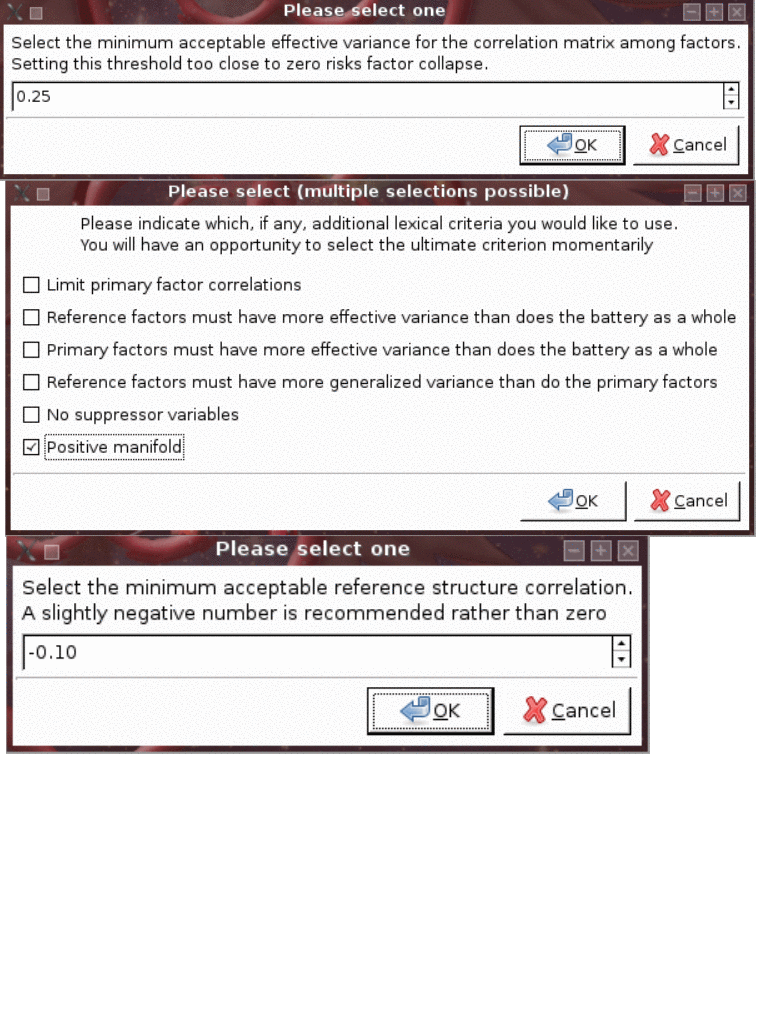 Please select one
Select the minimum acceptable effective variance for the correlation matrix among factors.
Setting this threshold too close to zero risks factor collapse.
0.25
OK
Cancel
Please select (multiple selections possible)
Please indicate which, if any, additional lexical criteria you would like to use.
You will have an opportunity to select the ultimate criterion momentarily
Limit primary factor correlations
Reference factors must have more effective variance than does the battery as a whole
Primary factors must have more effective variance than does the battery as a whole
Reference factors must have more generalized variance than do the primary factors
No suppressor variables
Positive manifold
OK
Cancel
Please select one
Select the minimum acceptable reference structure correlation.
A slightly negative number is recommended rather than zero
-0.10
OK
Cancel